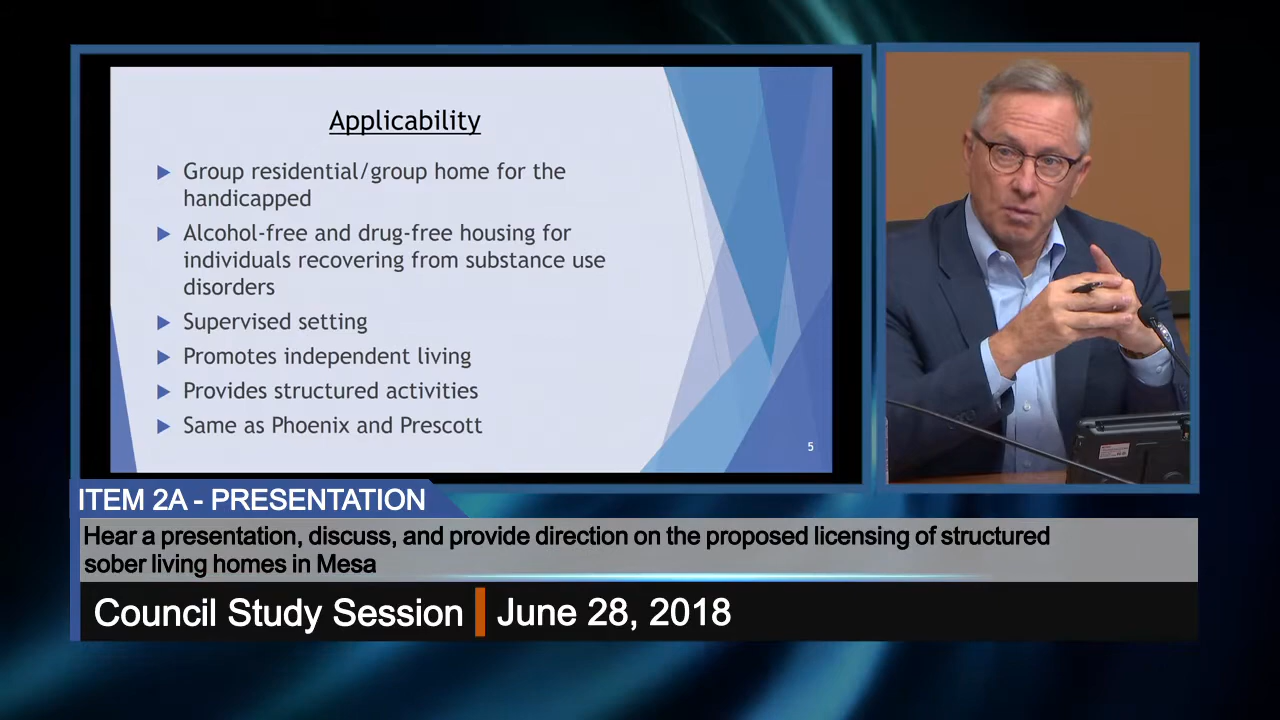 Applicability
Group residential/group home for the
handicapped
Alcohol-free and drug-free housing for
individuals recovering from substance use
disorders
Supervised setting
Promotes independent living
Provides structured activities
Same as Phoenix and Prescott
5
ITEM 2A - PRESENTATION
Hear a presentation, discuss, and provide direction on the proposed licensing of structured
sober living homes in Mesa
Council Study Session
June 28, 2018